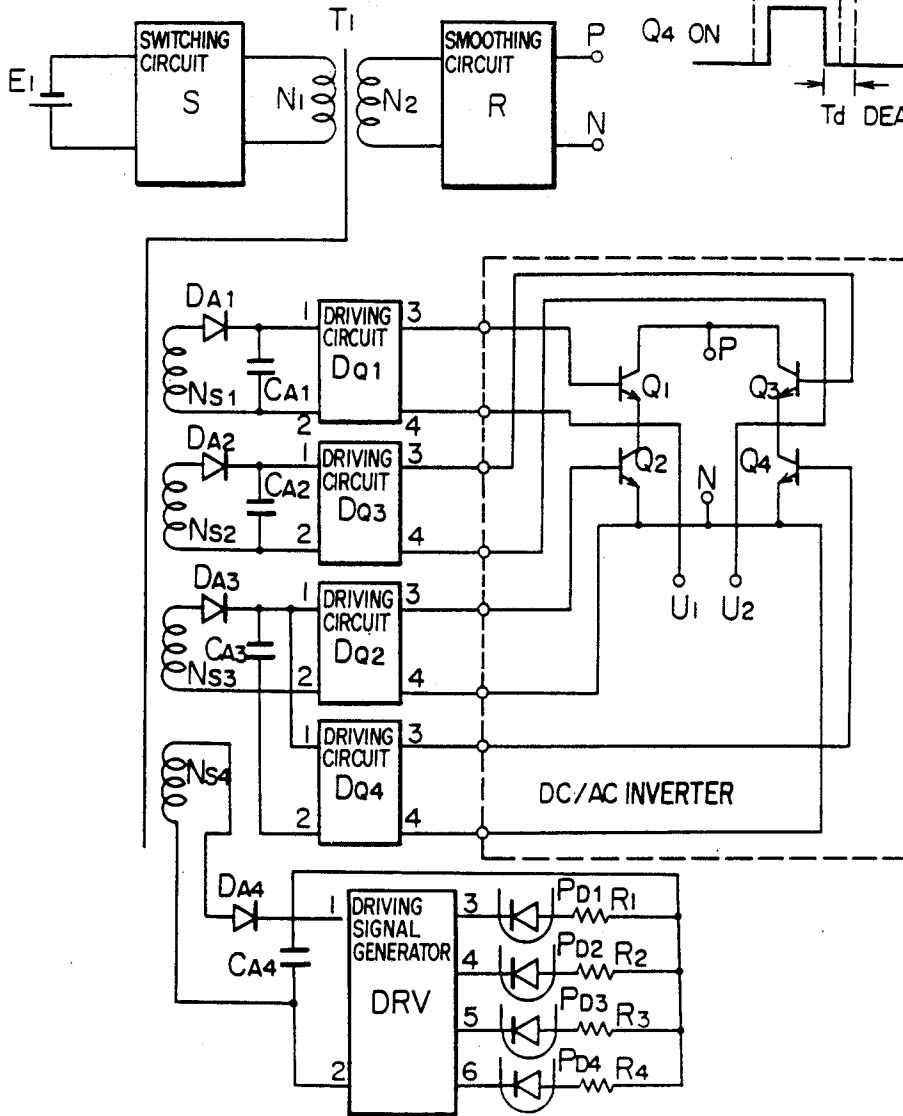 SWITCHING
CIRCUIT
S
T1
E1
N1
N2
SMOOTHING
CIRCUIT
R
P
N
Q4 ON
Td DEA
DA1
1
DRIVING
CIRCUIT
DQ1
3
NS1
CA1
2
4
P
Q1
Q3
DA2
1
DRIVING
CIRCUIT
DQ3
3
NS2
CA2
2
4
Q2
Q4
N
DA3
1
DRIVING
CIRCUIT
DQ2
3
U1
U2
CA3
NS3
2
4
1
DRIVING
CIRCUIT
DQ4
3
NS4
2
4
DC/AC INVERTER
DA4
1
DRIVING
SIGNAL
GENERATOR
DRV
CA4
2
3
PD1
R1
4
PD2
R2
5
PD3
R3
6
PD4
R4